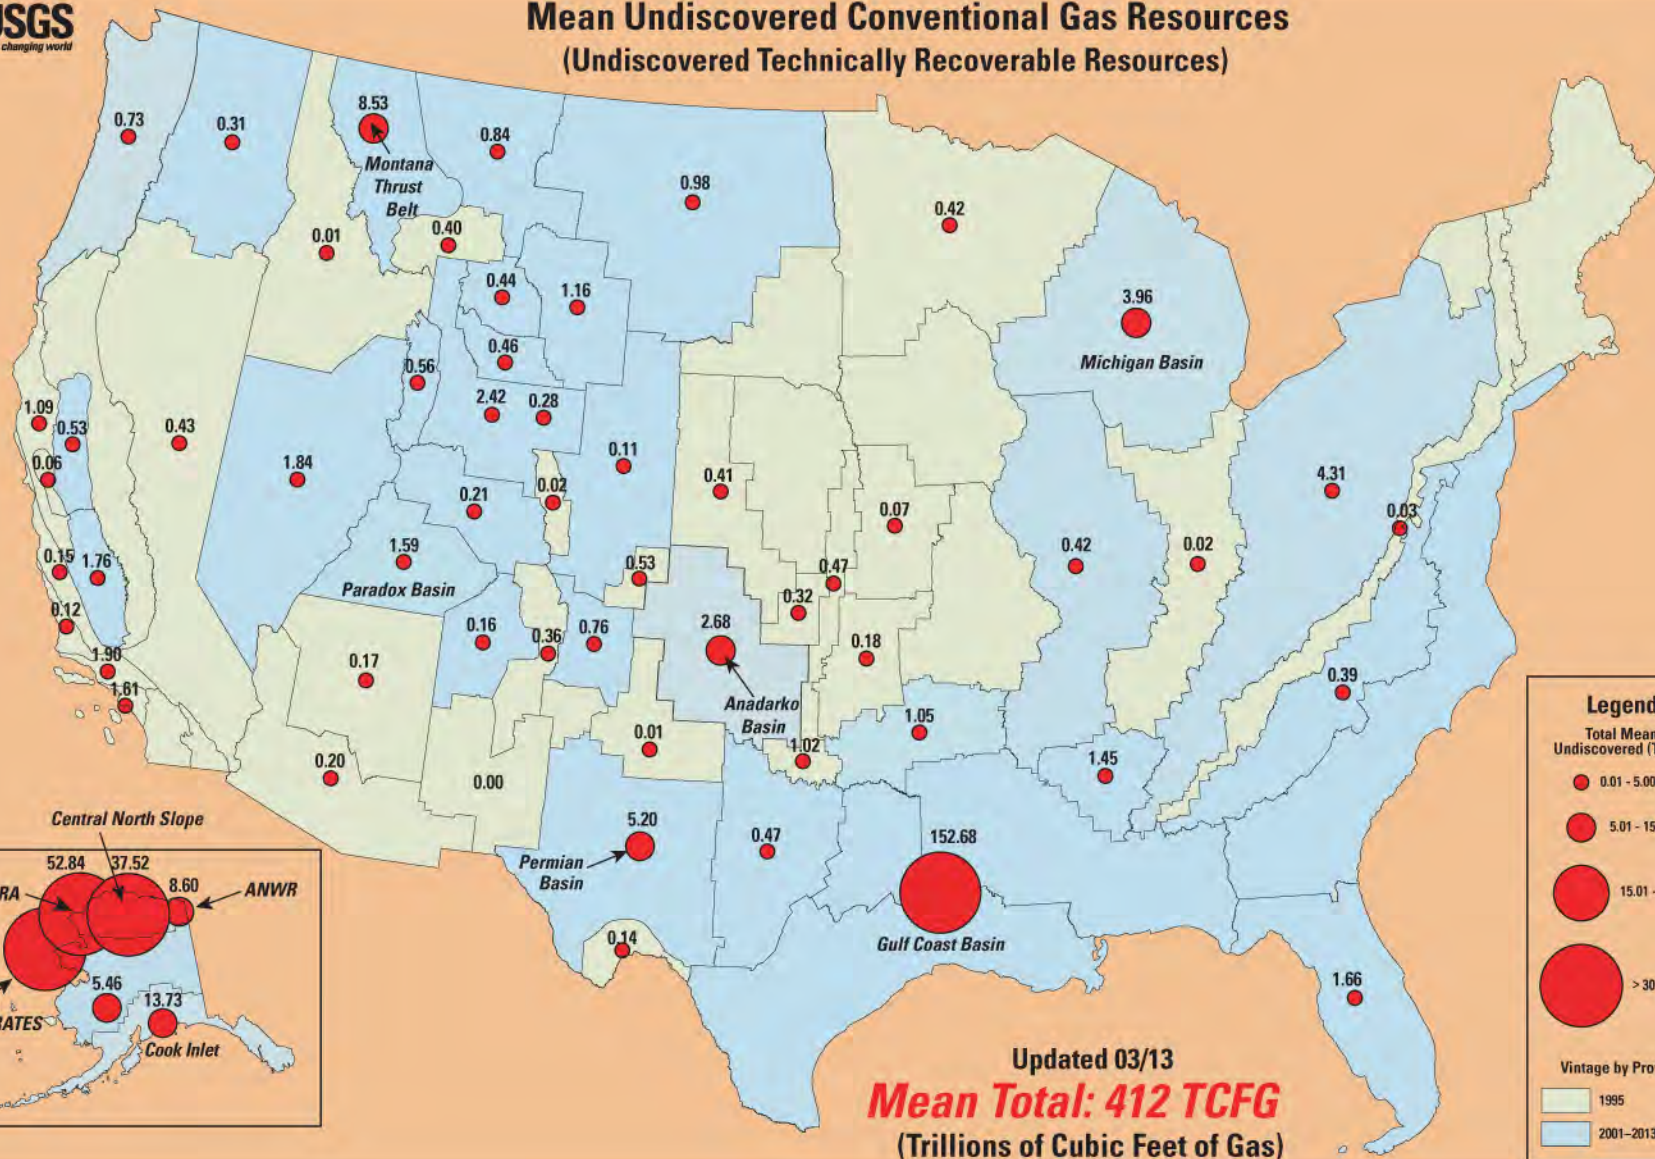 USGS
changing world
Mean Undiscovered Conventional Gas Resources
(Undiscovered Technically Recoverable Resources)
0.73
0.31
8.53
Montana
Thrust
Belt
0.84
0.98
0.42
0.01
0.40
0.44
1.16
3.96
Michigan Basin
0.46
0.56
2.42
0.28
1.09
0.53
0.43
0.06
1.84
0.11
0.41
0.02
0.21
0.07
4.31
0.03
0.15
1.76
1.59
Paradox Basin
0.53
0.47
0.42
0.02
0.12
0.32
0.16
0.36
0.76
2.68
0.18
1.90
0.17
0.39
1.61
Anadarko
Basin
0.01
1.05
1.02
0.20
0.00
1.45
5.20
Permian
Basin
0.47
152.68
Gulf Coast Basin
0.14
1.66
Central North Slope
52.84
37.52
8.60
RA
ANWR
5.46
13.73
Cook Inlet
RATES
Updated 03/13
Mean Total: 412 TCFG
(Trillions of Cubic Feet of Gas)
Legend
Total Mean
Undiscovered (T
0.01 - 5.00
5.01 - 15
15.01 -
> 30
Vintage by Pro
1995
2001–2013